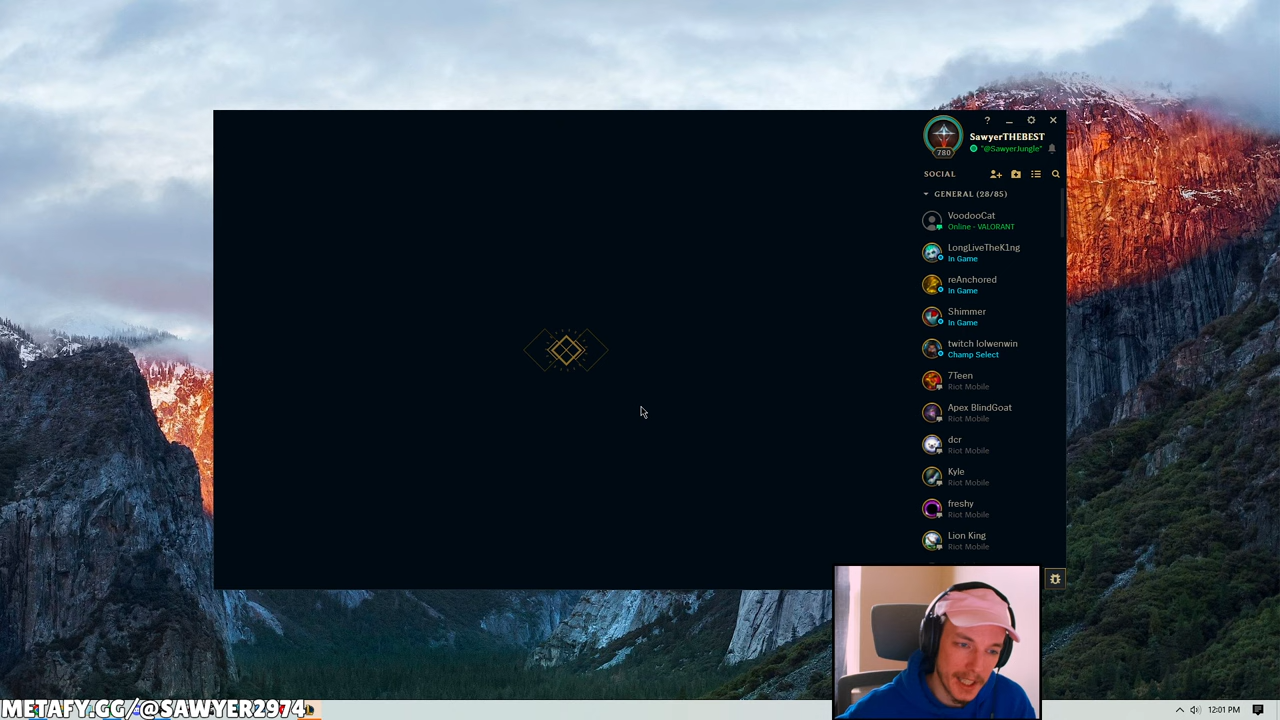 ?
SawyerTHEBEST
"@SawyerJungle"
780
SOCIAL
GENERAL (28/85)
VoodooCat
Online - VALORANT
LongLiveTheK1ng
In Game
reAnchored
In Game
Shimmer
In Game
twitch lolwenwin
Champ Select
7Teen
Riot Mobile
Apex BlindGoat
Riot Mobile
dcr
Riot Mobile
Kyle
Riot Mobile
freshy
Riot Mobile
Lion King
Riot Mobile
METAFY.GG/@SAWYER2974
12:01 PM